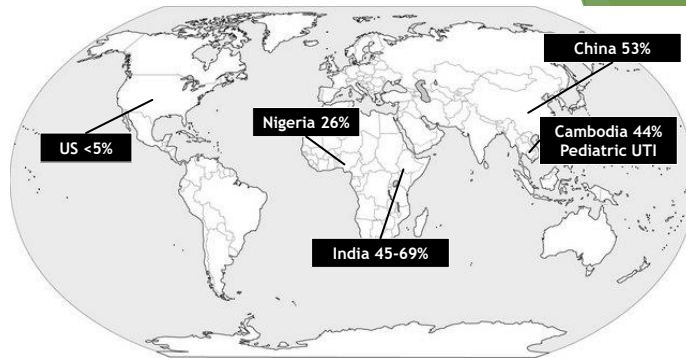 China 53%
Nigeria 26%
Cambodia 44%
Pediatric UTI
US <5%
India 45-69%